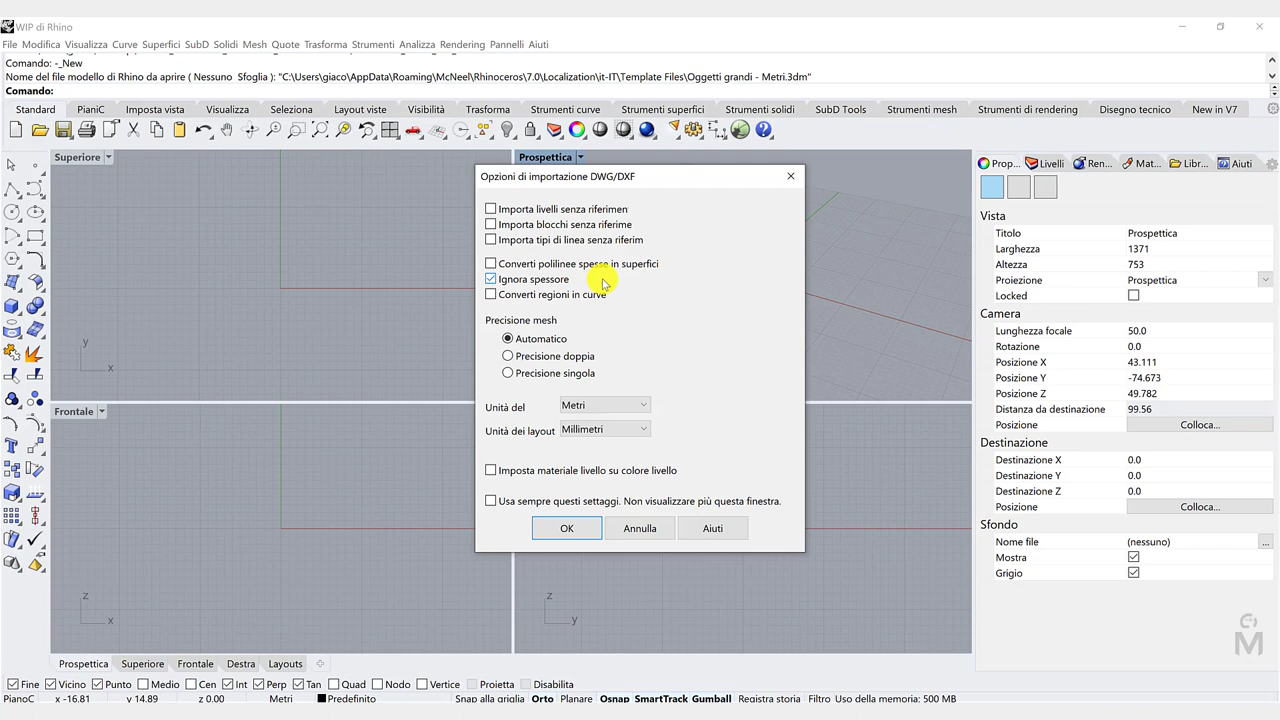 WIP di Rhino
File Modifica Visualizza Curve Superfici SubD Solidi Mesh Quote Trasforma Strumenti Analizza Rendering Pannelli Aiuti
Comando: -_New
Nome del file modello di Rhino da aprire ( Nessuno Sfoglia ): "C:\Users\giaco\AppData\Roaming\McNeel\Rhinoceros\7.0\Localization\it-IT\Template Files\Oggetti grandi - Metri.3dm"
Comando:
Standard PianiC Imposta vista Visualizza Seleziona Layout viste Visibilità Trasforma Strumenti curve Strumenti superfici Strumenti solidi SubD Tools Strumenti mesh Strumenti di rendering Disegno tecnico New in V7
Superiore
Prospettica
Prop... Livelli Ren... Mat... Libr... Aiuti
Opzioni di importazione DWG/DXF
Importa livelli senza riferimen
Importa blocchi senza riferime
Importa tipi di linea senza riferim
Converti polilinee spesse in superfici
Ignora spessore
Converti regioni in curve
Precisione mesh
Automatico
Precisione doppia
Precisione singola
Unità del Metri
Unità dei layout Millimetri
Imposta materiale livello su colore livello
Usa sempre questi settaggi. Non visualizzare più questa finestra.
OK Annulla Aiuti
Vista
Titolo Prospettica
Larghezza 1371
Altezza 753
Proiezione Prospettica
Locked
Camera
Lunghezza focale 50.0
Rotazione 0.0
Posizione X 43.111
Posizione Y -74.673
Posizione Z 49.782
Distanza da destinazione 99.56
Posizione Colloca...
Destinazione
Destinazione X 0.0
Destinazione Y 0.0
Destinazione Z 0.0
Posizione Colloca...
Sfondo
Nome file (nessuno) ...
Mostra
Grigio
y
x
Frontale
z
x
z
y
Prospettica Superiore Frontale Destra Layouts
Fine Vicino Punto Medio Cen Int Perp Tan Quad Nodo Vertice Proietta Disabilita
PianoC x -16.81 y 14.89 z 0.00 Metri Predefinito Snap alla griglia Orto Planare Osnap SmartTrack Gumball Registra storia Filtro Uso della memoria: 500 MB